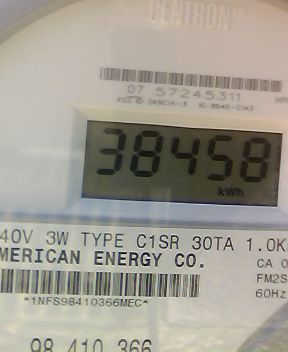 CENTRON®
07 57245311
38458
kWh
40V 3W TYPE C1SR 30TA 1.0K
MERICAN ENERGY CO.
CA 0
FM2S
60Hz
*1NFS98410366MEC*
98 410 366